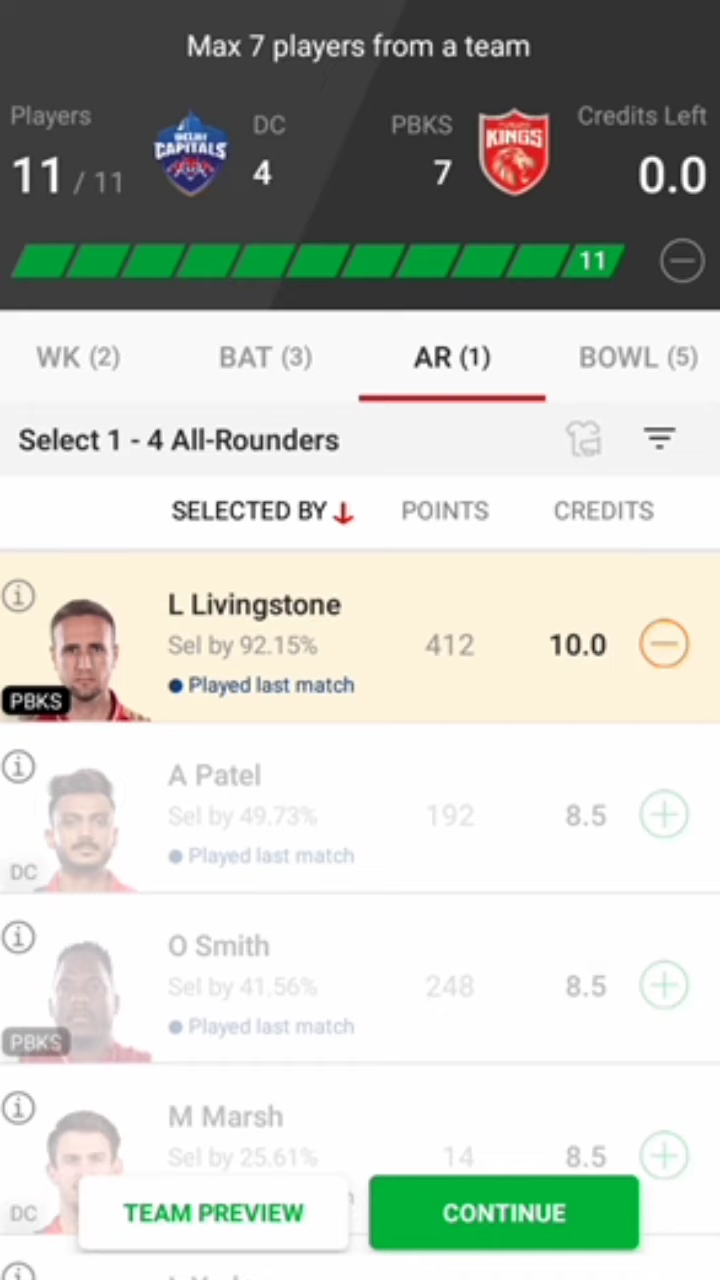 Max 7 players from a team
Players
DC
PBKS
Credits Left
DELHI
CAPITALS
KINGS
11 / 11
4
7
0.0
11
WK (2)
BAT (3)
AR (1)
BOWL (5)
Select 1 - 4 All-Rounders
SELECTED BY
POINTS
CREDITS
L Livingstone
Sel by 92.15%
412
10.0
Played last match
PBKS
A Patel
Sel by 49.73%
192
8.5
Played last match
DC
O Smith
Sel by 41.56%
248
8.5
Played last match
PBKS
M Marsh
Sel by 25.61%
14
8.5
DC
TEAM PREVIEW
CONTINUE